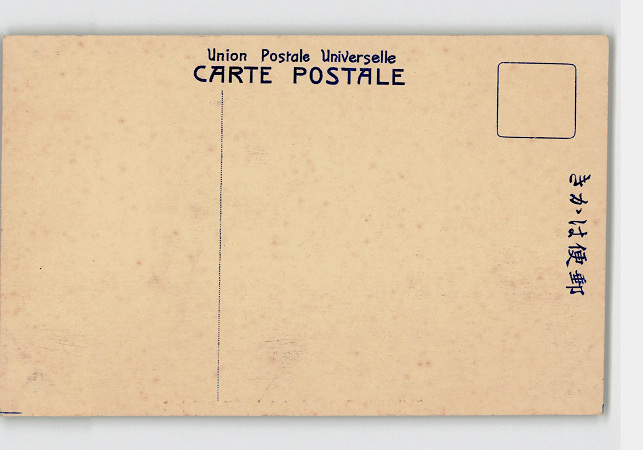 Union Postale Universelle
CARTE POSTALE
郵便はがき